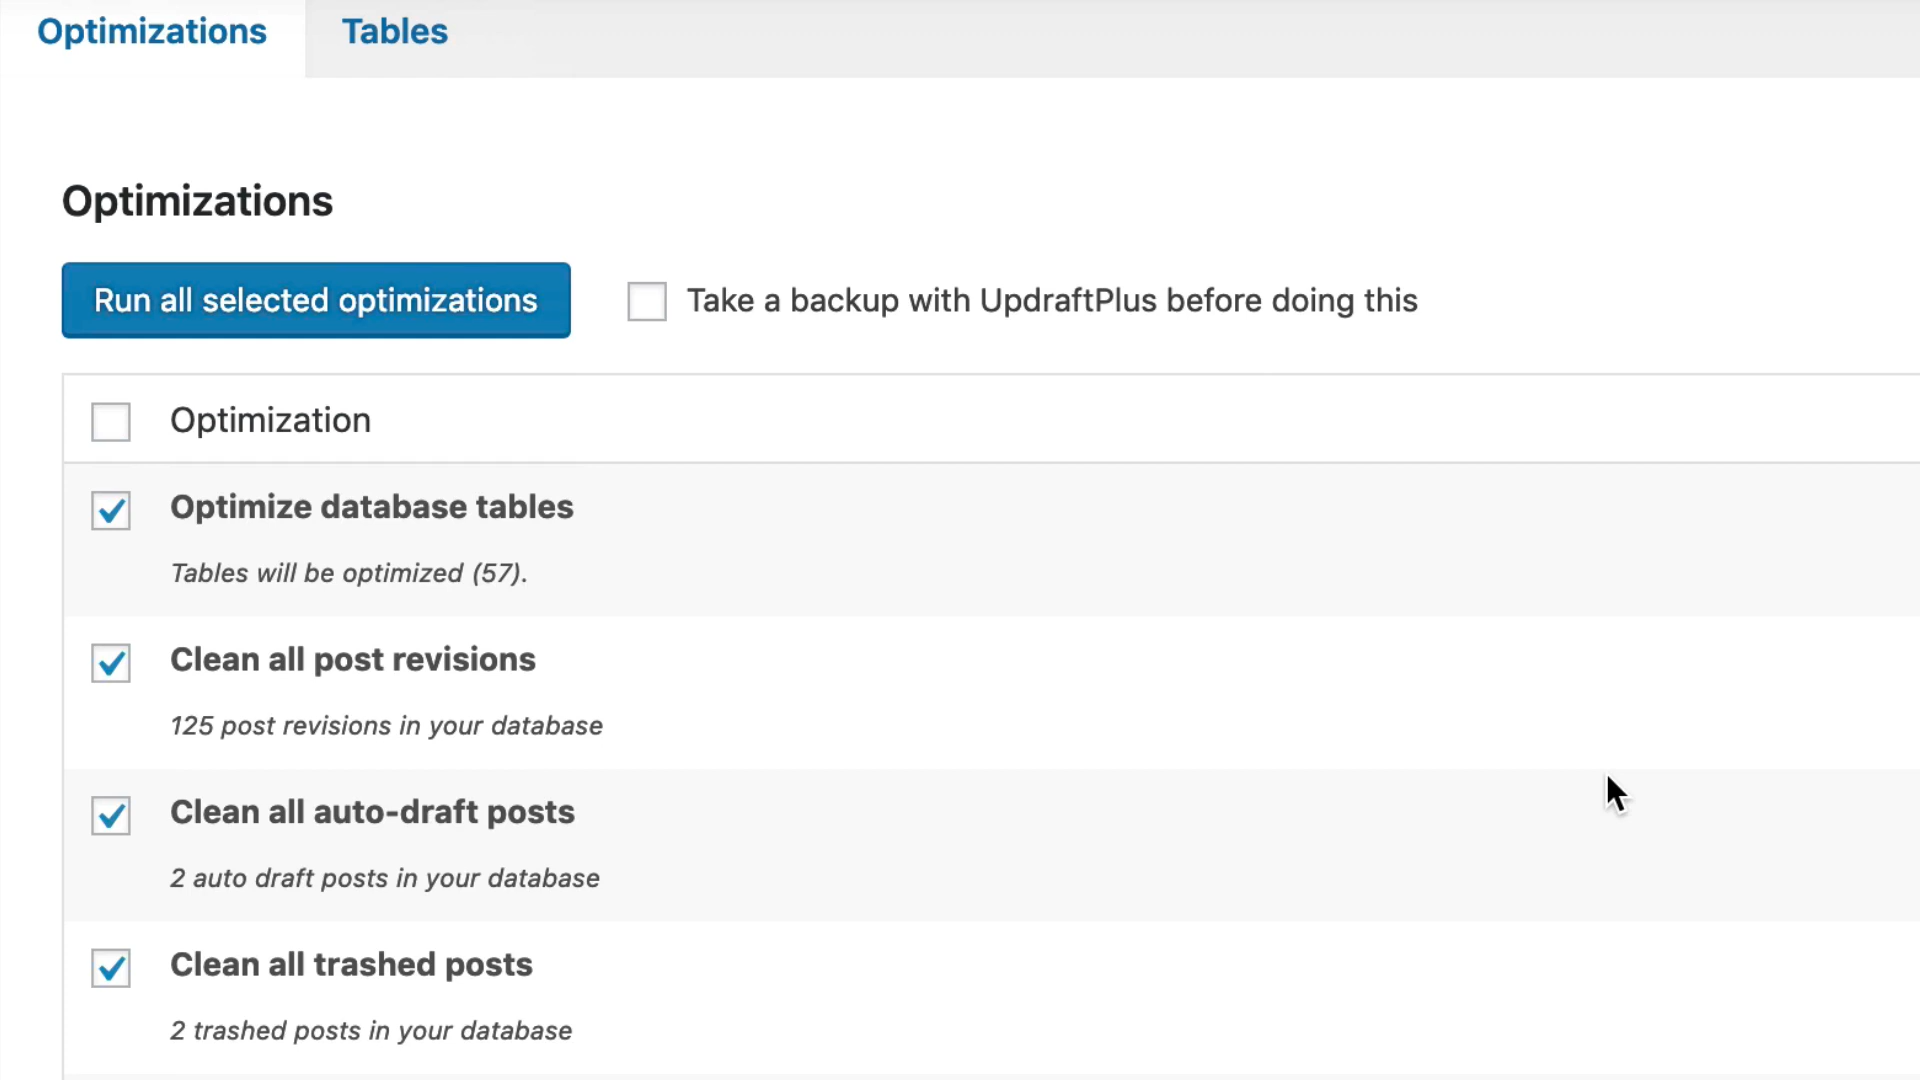 Optimizations Tables
Optimizations
Run all selected optimizations Take a backup with UpdraftPlus before doing this
Optimization
Optimize database tables
Tables will be optimized (57).
Clean all post revisions
125 post revisions in your database
Clean all auto-draft posts
2 auto draft posts in your database
Clean all trashed posts
2 trashed posts in your database